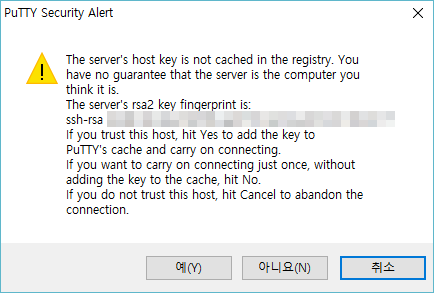 PuTTY Security Alert
The server's host key is not cached in the registry. You
have no guarantee that the server is the computer you
think it is.
The server's rsa2 key fingerprint is:
ssh-rsa
If you trust this host, hit Yes to add the key to
PuTTY's cache and carry on connecting.
If you want to carry on connecting just once, without
adding the key to the cache, hit No.
If you do not trust this host, hit Cancel to abandon the
connection.
예(Y)
아니요(N)
취소